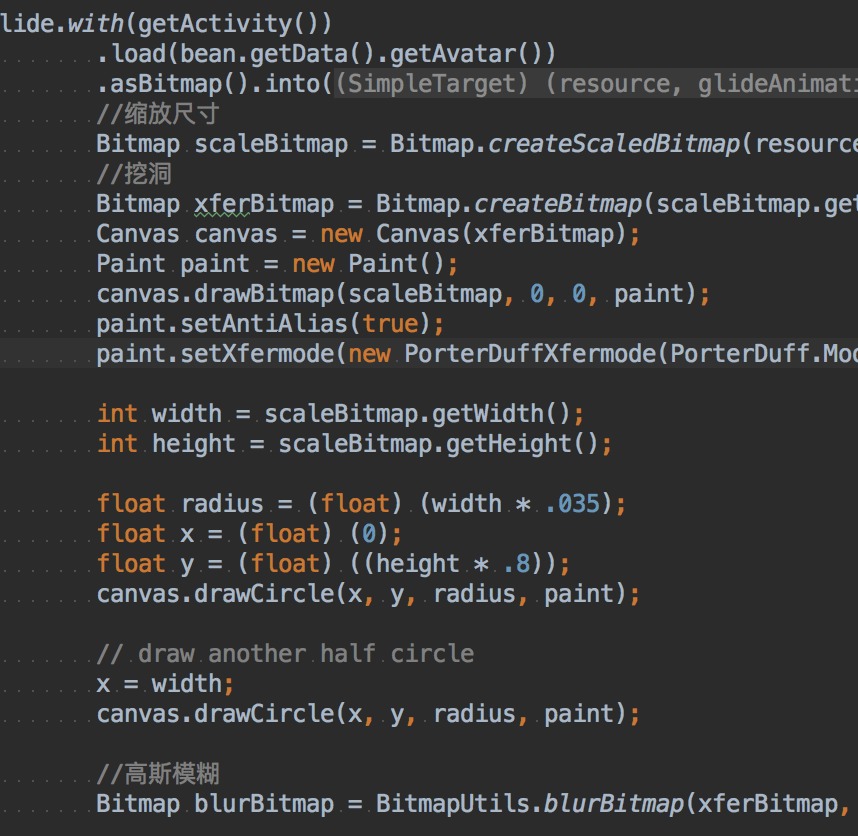 lide.with(getActivity())
.load(bean.getData().getAvatar())
.asBitmap().into((SimpleTarget) (resource, glideAnimati
//缩放尺寸
Bitmap scaleBitmap = Bitmap.createScaledBitmap(resource
//挖洞
Bitmap xferBitmap = Bitmap.createBitmap(scaleBitmap.get
Canvas canvas = new Canvas(xferBitmap);
Paint paint = new Paint();
canvas.drawBitmap(scaleBitmap, 0, 0, paint);
paint.setAntiAlias(true);
paint.setXfermode(new PorterDuffXfermode(PorterDuff.Mod
int width = scaleBitmap.getWidth();
int height = scaleBitmap.getHeight();
float radius = (float) (width * .035);
float x = (float) (0);
float y = (float) ((height * .8));
canvas.drawCircle(x, y, radius, paint);
// draw another half circle
x = width;
canvas.drawCircle(x, y, radius, paint);
//高斯模糊
Bitmap blurBitmap = BitmapUtils.blurBitmap(xferBitmap,